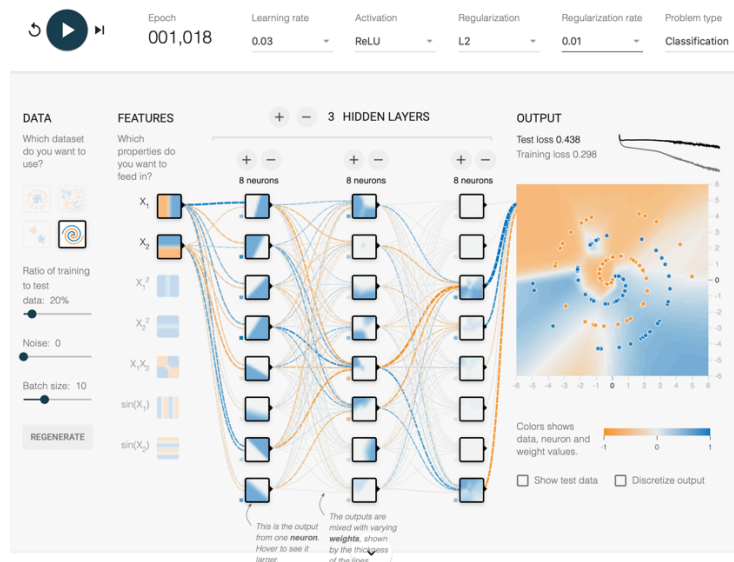 Epoch
001,018
Learning rate
0.03
Activation
ReLU
Regularization
L2
Regularization rate
0.01
Problem type
Classification
DATA
Which dataset
do you want to
use?
Ratio of training
to test
data: 20%
Noise: 0
Batch size: 10
REGENERATE
FEATURES
Which
properties do
you want to
feed in?
X₁
X₂
X₁²
X₂²
X₁X₂
sin(X₁)
sin(X₂)
+ − 3 HIDDEN LAYERS
+ −
8 neurons
+ −
8 neurons
+ −
8 neurons
This is the output
from one neuron.
Hover to see it
larger.
The outputs are
mixed with varying
weights, shown
by the thickness
of the lines.
OUTPUT
Test loss 0.438
Training loss 0.298
6
5
4
3
2
1
0
-1
-2
-3
-4
-5
-6
-6 -5 -4 -3 -2 -1 0 1 2 3 4 5 6
Colors shows
data, neuron and
weight values.
-1 0 1
Show test data
Discretize output